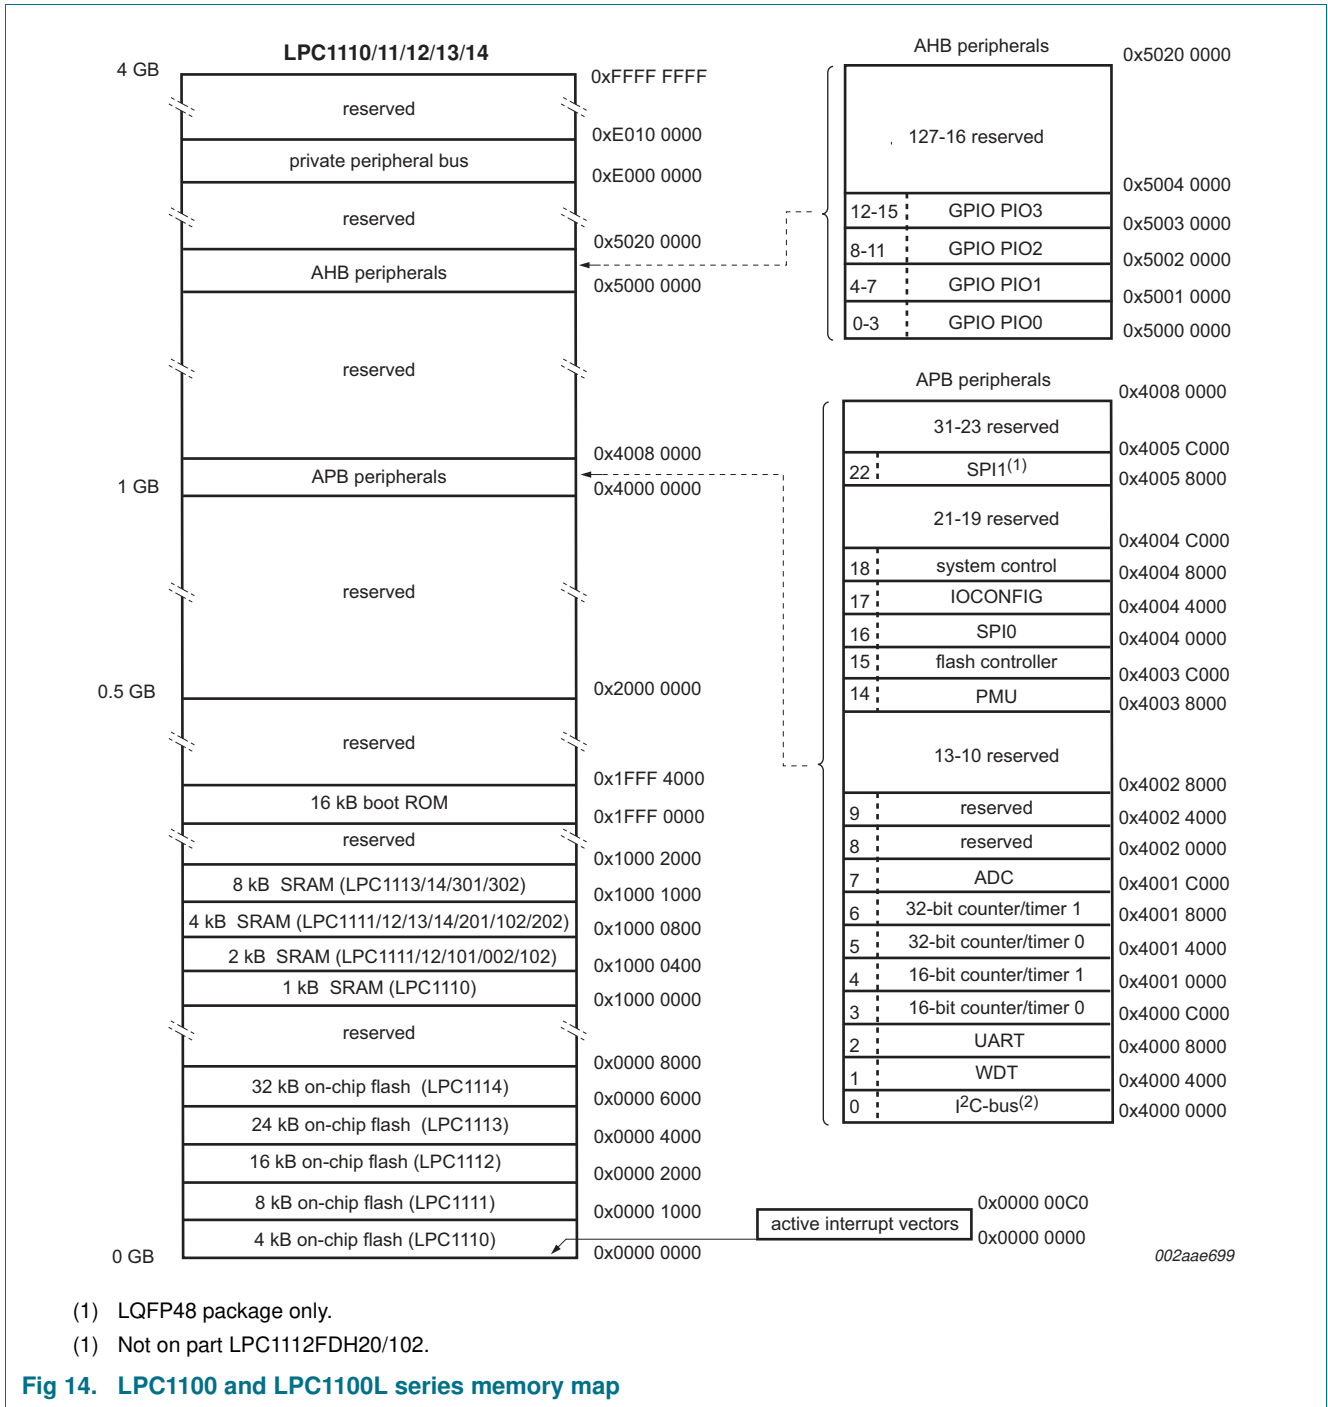 LPC1110/11/12/13/14
4 GB
0xFFFF FFFF
reserved
0xE010 0000
private peripheral bus
0xE000 0000
reserved
0x5020 0000
AHB peripherals
0x5000 0000
reserved
0x4008 0000
APB peripherals
1 GB
0x4000 0000
reserved
0.5 GB
0x2000 0000
reserved
0x1FFF 4000
16 kB boot ROM
0x1FFF 0000
reserved
0x1000 2000
8 kB SRAM (LPC1113/14/301/302)
0x1000 1000
4 kB SRAM (LPC1111/12/13/14/201/102/202)
0x1000 0800
2 kB SRAM (LPC1111/12/101/002/102)
0x1000 0400
1 kB SRAM (LPC1110)
0x1000 0000
reserved
0x0000 8000
32 kB on-chip flash (LPC1114)
0x0000 6000
24 kB on-chip flash (LPC1113)
0x0000 4000
16 kB on-chip flash (LPC1112)
0x0000 2000
8 kB on-chip flash (LPC1111)
0x0000 1000
4 kB on-chip flash (LPC1110)
0 GB
0x0000 0000
AHB peripherals
0x5020 0000
127-16 reserved
0x5004 0000
12-15 GPIO PIO3
0x5003 0000
8-11 GPIO PIO2
0x5002 0000
4-7 GPIO PIO1
0x5001 0000
0-3 GPIO PIO0
0x5000 0000
APB peripherals
0x4008 0000
31-23 reserved
0x4005 C000
22 SPI1(1)
0x4005 8000
21-19 reserved
0x4004 C000
18 system control
0x4004 8000
17 IOCONFIG
0x4004 4000
16 SPI0
0x4004 0000
15 flash controller
0x4003 C000
14 PMU
0x4003 8000
13-10 reserved
0x4002 8000
9 reserved
0x4002 4000
8 reserved
0x4002 0000
7 ADC
0x4001 C000
6 32-bit counter/timer 1
0x4001 8000
5 32-bit counter/timer 0
0x4001 4000
4 16-bit counter/timer 1
0x4001 0000
3 16-bit counter/timer 0
0x4000 C000
2 UART
0x4000 8000
1 WDT
0x4000 4000
0 I2C-bus(2)
0x4000 0000
0x0000 00C0
active interrupt vectors
0x0000 0000
002aae699
(1) LQFP48 package only.
(1) Not on part LPC1112FDH20/102.
Fig 14. LPC1100 and LPC1100L series memory map